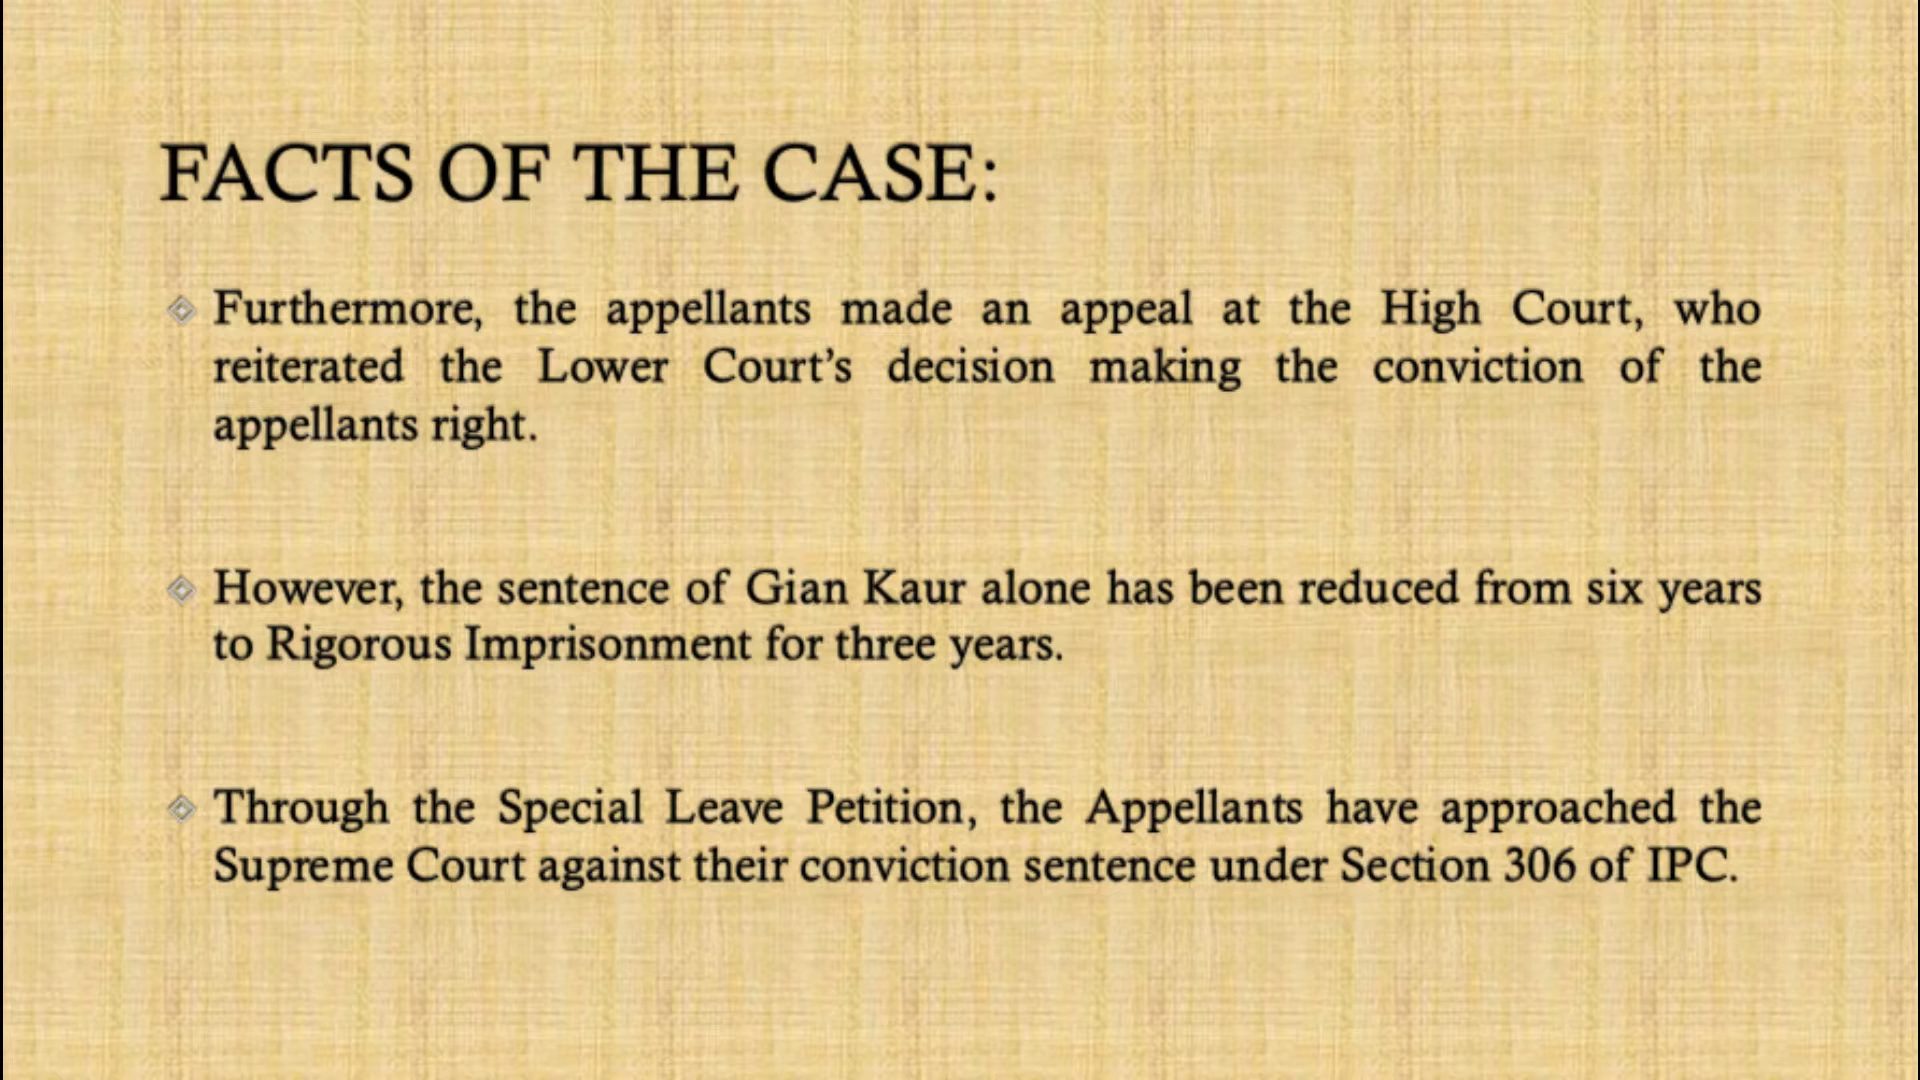 FACTS OF THE CASE:
Furthermore, the appellants made an appeal at the High Court, who
reiterated the Lower Court’s decision making the conviction of the
appellants right.
However, the sentence of Gian Kaur alone has been reduced from six years
to Rigorous Imprisonment for three years.
Through the Special Leave Petition, the Appellants have approached the
Supreme Court against their conviction sentence under Section 306 of IPC.